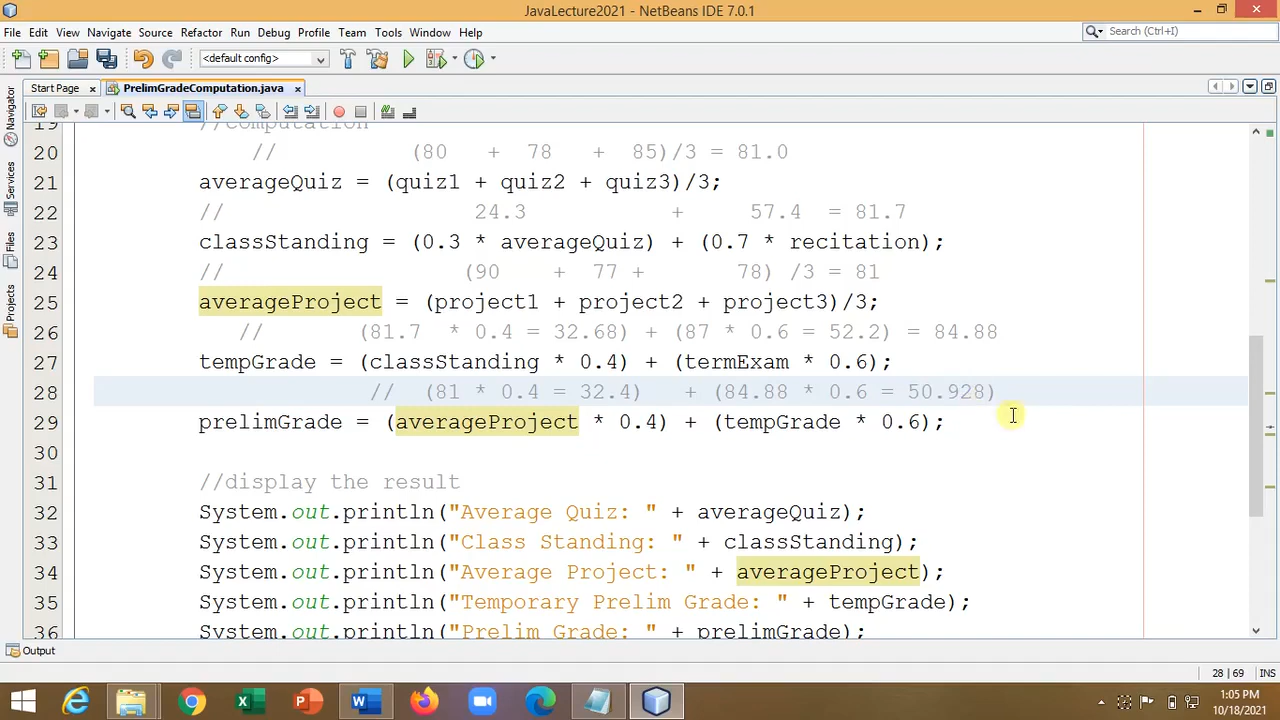 JavaLecture2021 - NetBeans IDE 7.0.1
File Edit View Navigate Source Refactor Run Debug Profile Team Tools Window Help
Search (Ctrl+I)
<default config>
Start Page PrelimGradeComputation.java
Navigator
Services
Files
Projects
19 //computation
20 // (80 + 78 + 85)/3 = 81.0
21 averageQuiz = (quiz1 + quiz2 + quiz3)/3;
22 // 24.3 + 57.4 = 81.7
23 classStanding = (0.3 * averageQuiz) + (0.7 * recitation);
24 // (90 + 77 + 78) /3 = 81
25 averageProject = (project1 + project2 + project3)/3;
26 // (81.7 * 0.4 = 32.68) + (87 * 0.6 = 52.2) = 84.88
27 tempGrade = (classStanding * 0.4) + (termExam * 0.6);
28 // (81 * 0.4 = 32.4) + (84.88 * 0.6 = 50.928)
29 prelimGrade = (averageProject * 0.4) + (tempGrade * 0.6);
30
31 //display the result
32 System.out.println("Average Quiz: " + averageQuiz);
33 System.out.println("Class Standing: " + classStanding);
34 System.out.println("Average Project: " + averageProject);
35 System.out.println("Temporary Prelim Grade: " + tempGrade);
36 System.out.println("Prelim Grade: " + prelimGrade);
Output
28 | 69 INS
1:05 PM
10/18/2021